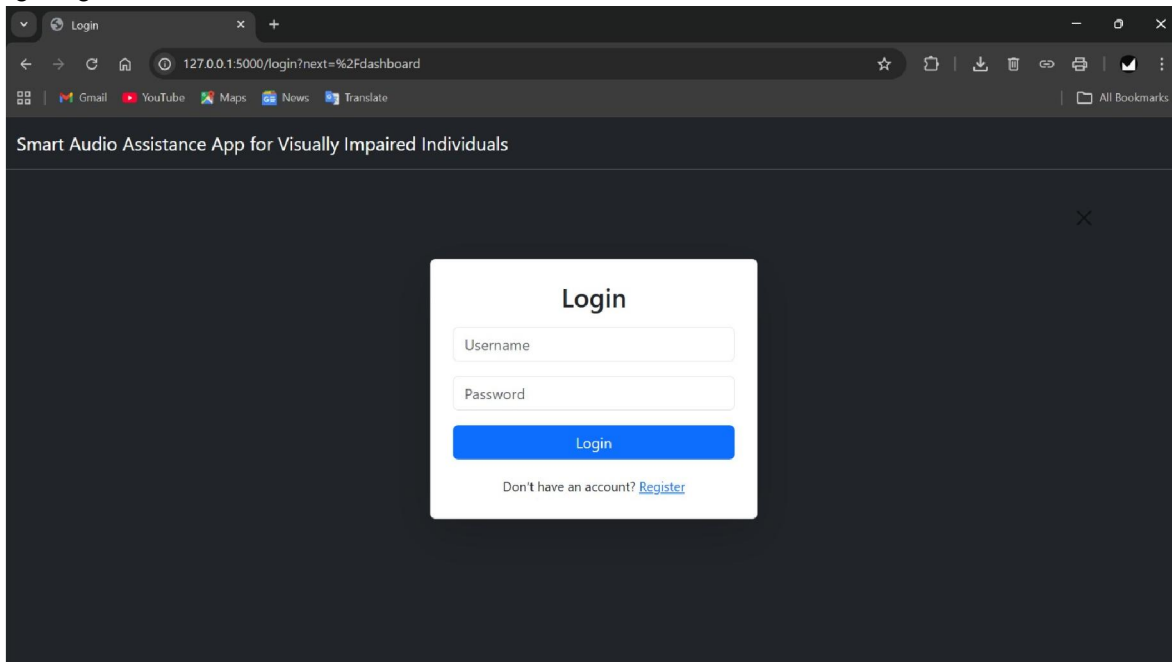 Login
127.0.0.1:5000/login?next=%2Fdashboard
Gmail YouTube Maps News Translate All Bookmarks
Smart Audio Assistance App for Visually Impaired Individuals
Login
Username
Password
Login
Don't have an account? Register